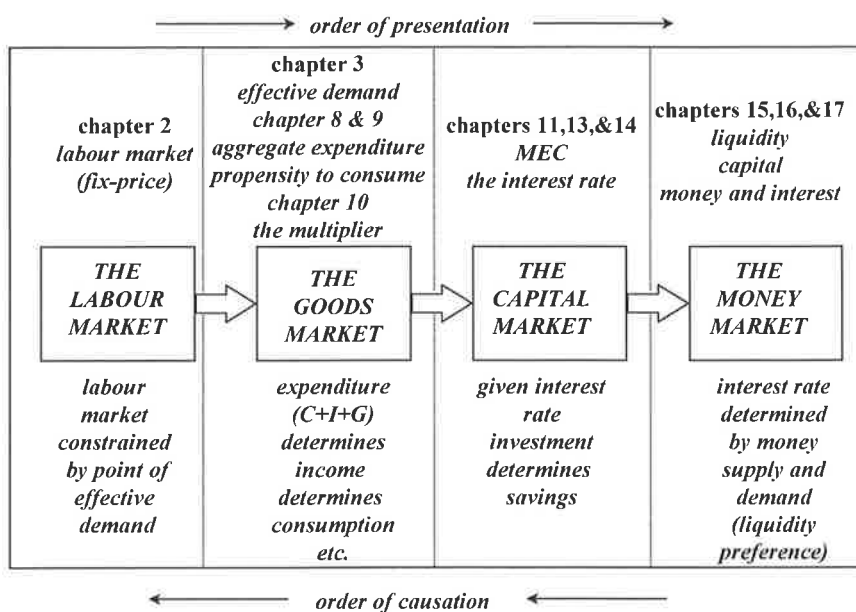 order of presentation
chapter 2
labour market
(fix-price)
THE
LABOUR
MARKET
labour
market
constrained
by point of
effective
demand
chapter 3
effective demand
chapter 8 & 9
aggregate expenditure
propensity to consume
chapter 10
the multiplier
THE
GOODS
MARKET
expenditure
(C+I+G)
determines
income
determines
consumption
etc.
chapters 11,13,&14
MEC
the interest rate
THE
CAPITAL
MARKET
given interest
rate
investment
determines
savings
chapters 15,16,&17
liquidity
capital
money and interest
THE
MONEY
MARKET
interest rate
determined
by money
supply and
demand
(liquidity
preference)
order of causation